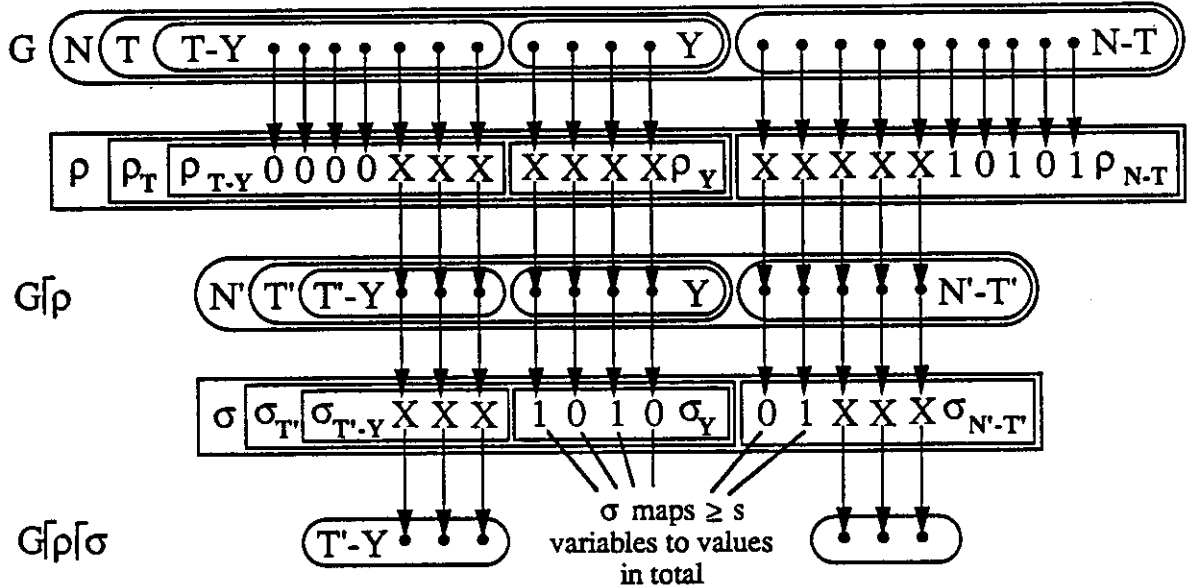 G N T T-Y Y N-T
ρ ρT ρT-Y 0 0 0 0 X X X X X X X ρY X X X X X 1 0 1 0 1 ρN-T
G⌈ρ N' T' T'-Y Y N'-T'
σ σT' σT'-Y X X X 1 0 1 0 σY 0 1 X X X σN'-T'
σ maps ≥ s
G⌈ρ⌈σ T'-Y variables to values
in total